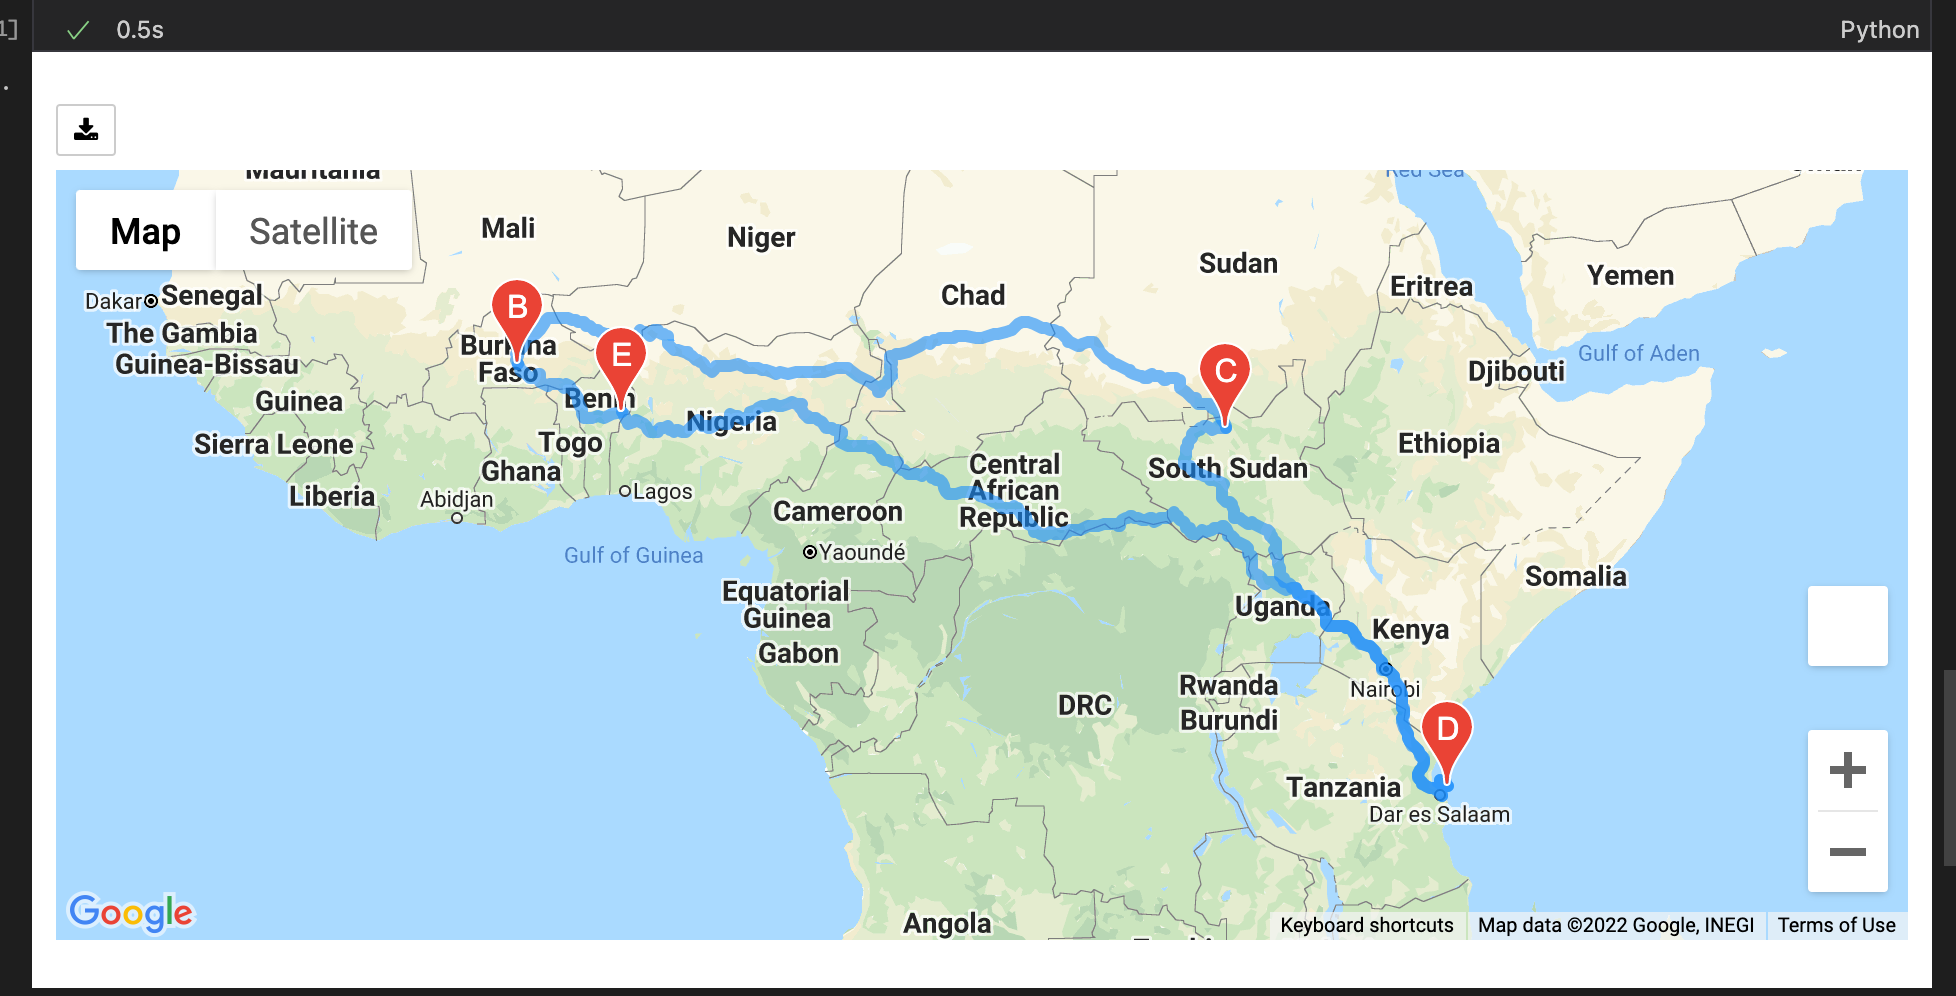 1]
0.5s
Python
Mauritania
Red Sea
Map
Satellite
Mali
Niger
Sudan
Chad
Eritrea
Yemen
Dakar
Senegal
The Gambia
Guinea-Bissau
B
Burkina
Faso
E
C
Gulf of Aden
Djibouti
Guinea
Benin
Nigeria
Sierra Leone
Togo
Ghana
Ethiopia
Central
African
Republic
South Sudan
Liberia
Abidjan
Lagos
Cameroon
Gulf of Guinea
Yaoundé
Equatorial
Guinea
Somalia
Uganda
Kenya
Gabon
Rwanda
Nairobi
DRC
Burundi
D
Tanzania
Dar es Salaam
Google
Angola
Keyboard shortcuts
Map data ©2022 Google, INEGI
Terms of Use